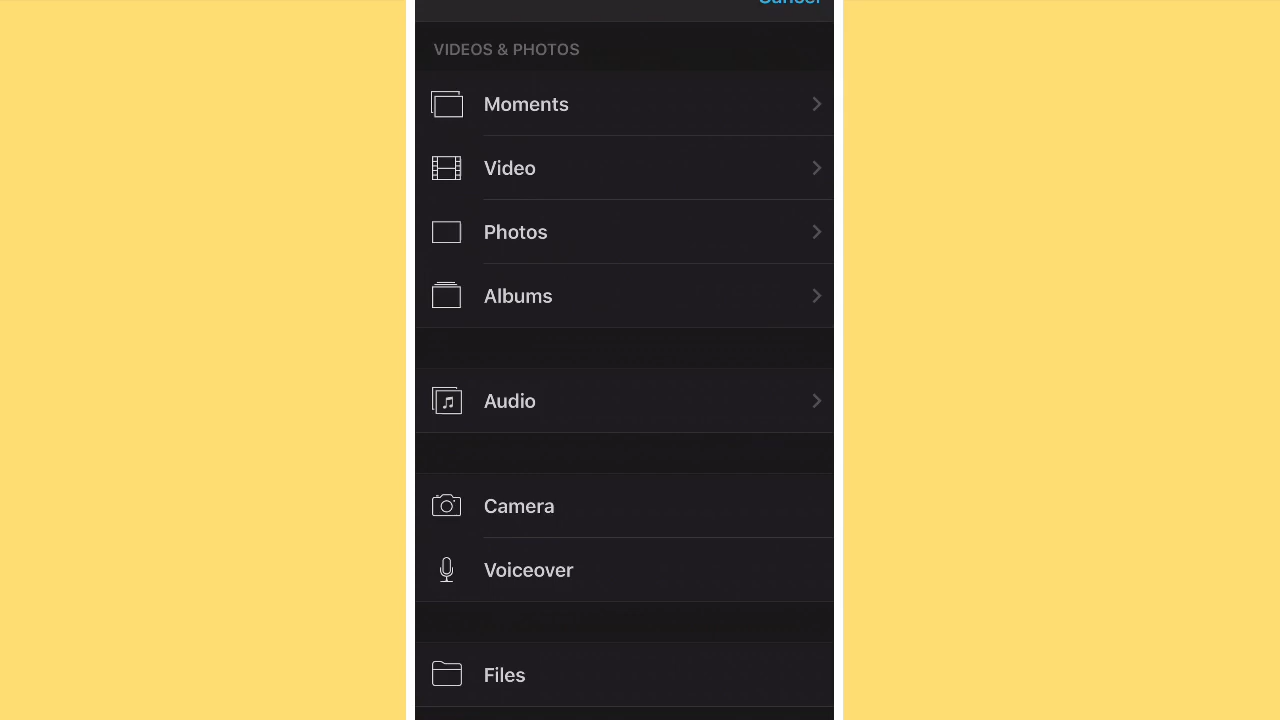 Cancel
VIDEOS & PHOTOS
Moments
Video
Photos
Albums
Audio
Camera
Voiceover
Files